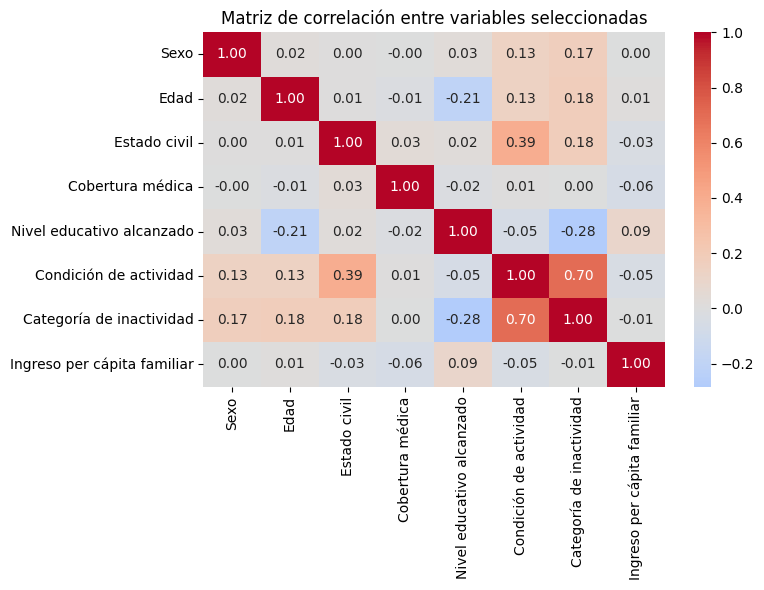 Matriz de correlación entre variables seleccionadas
Sexo 1.00 0.02 0.00 -0.00 0.03 0.13 0.17 0.00
Edad 0.02 1.00 0.01 -0.01 -0.21 0.13 0.18 0.01
Estado civil 0.00 0.01 1.00 0.03 0.02 0.39 0.18 -0.03
Cobertura médica -0.00 -0.01 0.03 1.00 -0.02 0.01 0.00 -0.06
Nivel educativo alcanzado 0.03 -0.21 0.02 -0.02 1.00 -0.05 -0.28 0.09
Condición de actividad 0.13 0.13 0.39 0.01 -0.05 1.00 0.70 -0.05
Categoría de inactividad 0.17 0.18 0.18 0.00 -0.28 0.70 1.00 -0.01
Ingreso per cápita familiar 0.00 0.01 -0.03 -0.06 0.09 -0.05 -0.01 1.00
Sexo
Edad
Estado civil
Cobertura médica
Nivel educativo alcanzado
Condición de actividad
Categoría de inactividad
Ingreso per cápita familiar
1.0
0.8
0.6
0.4
0.2
0.0
−0.2